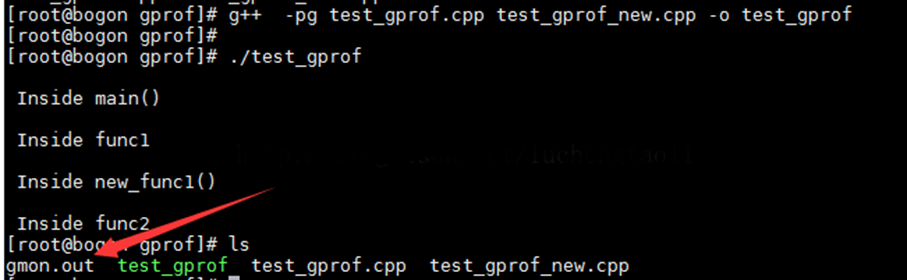 [root@bogon gprof]# g++  -pg test_gprof.cpp test_gprof_new.cpp -o test_gprof
[root@bogon gprof]#
[root@bogon gprof]# ./test_gprof
Inside main()
Inside func1
Inside new_func1()
Inside func2
[root@bogon gprof]# ls
gmon.out  test_gprof  test_gprof.cpp  test_gprof_new.cpp